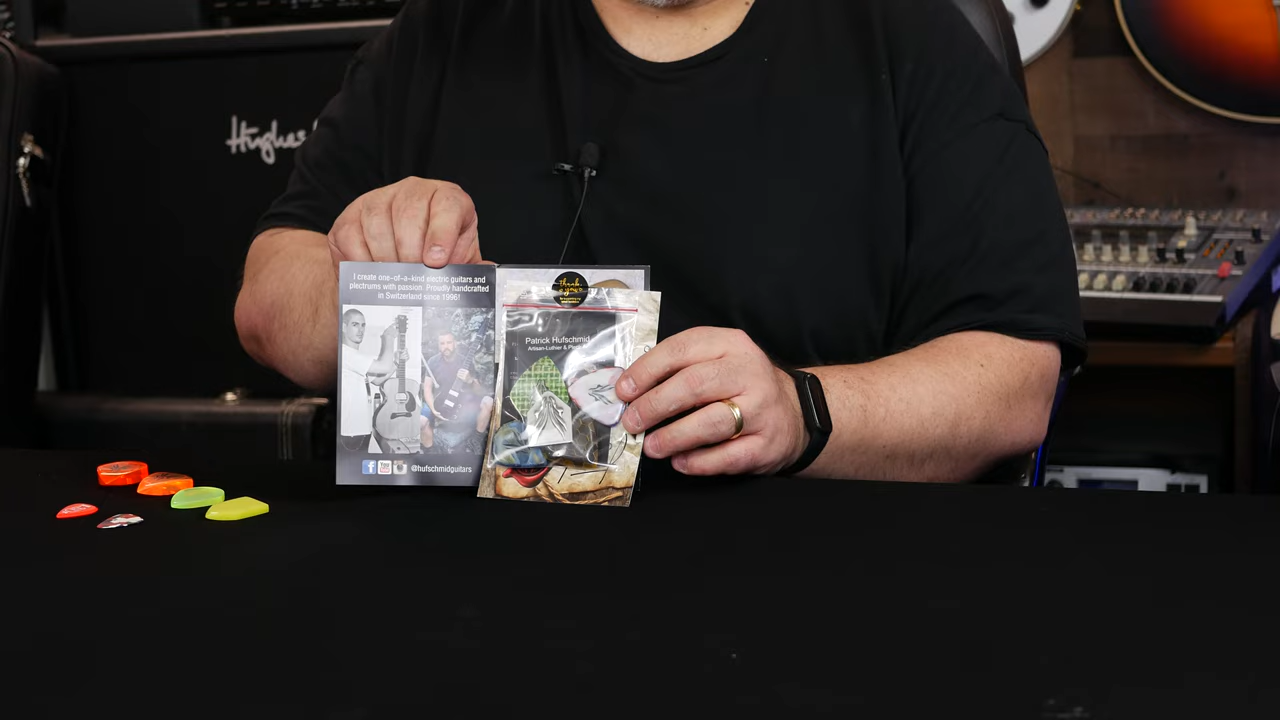 Hughes
I create one-of-a-kind electric guitars and
plectrums with passion. Proudly handcrafted
in Switzerland since 1996!
@hufschmidguitars
You
thank
you
Patrick Hufschmid
Artisan-Luthier &